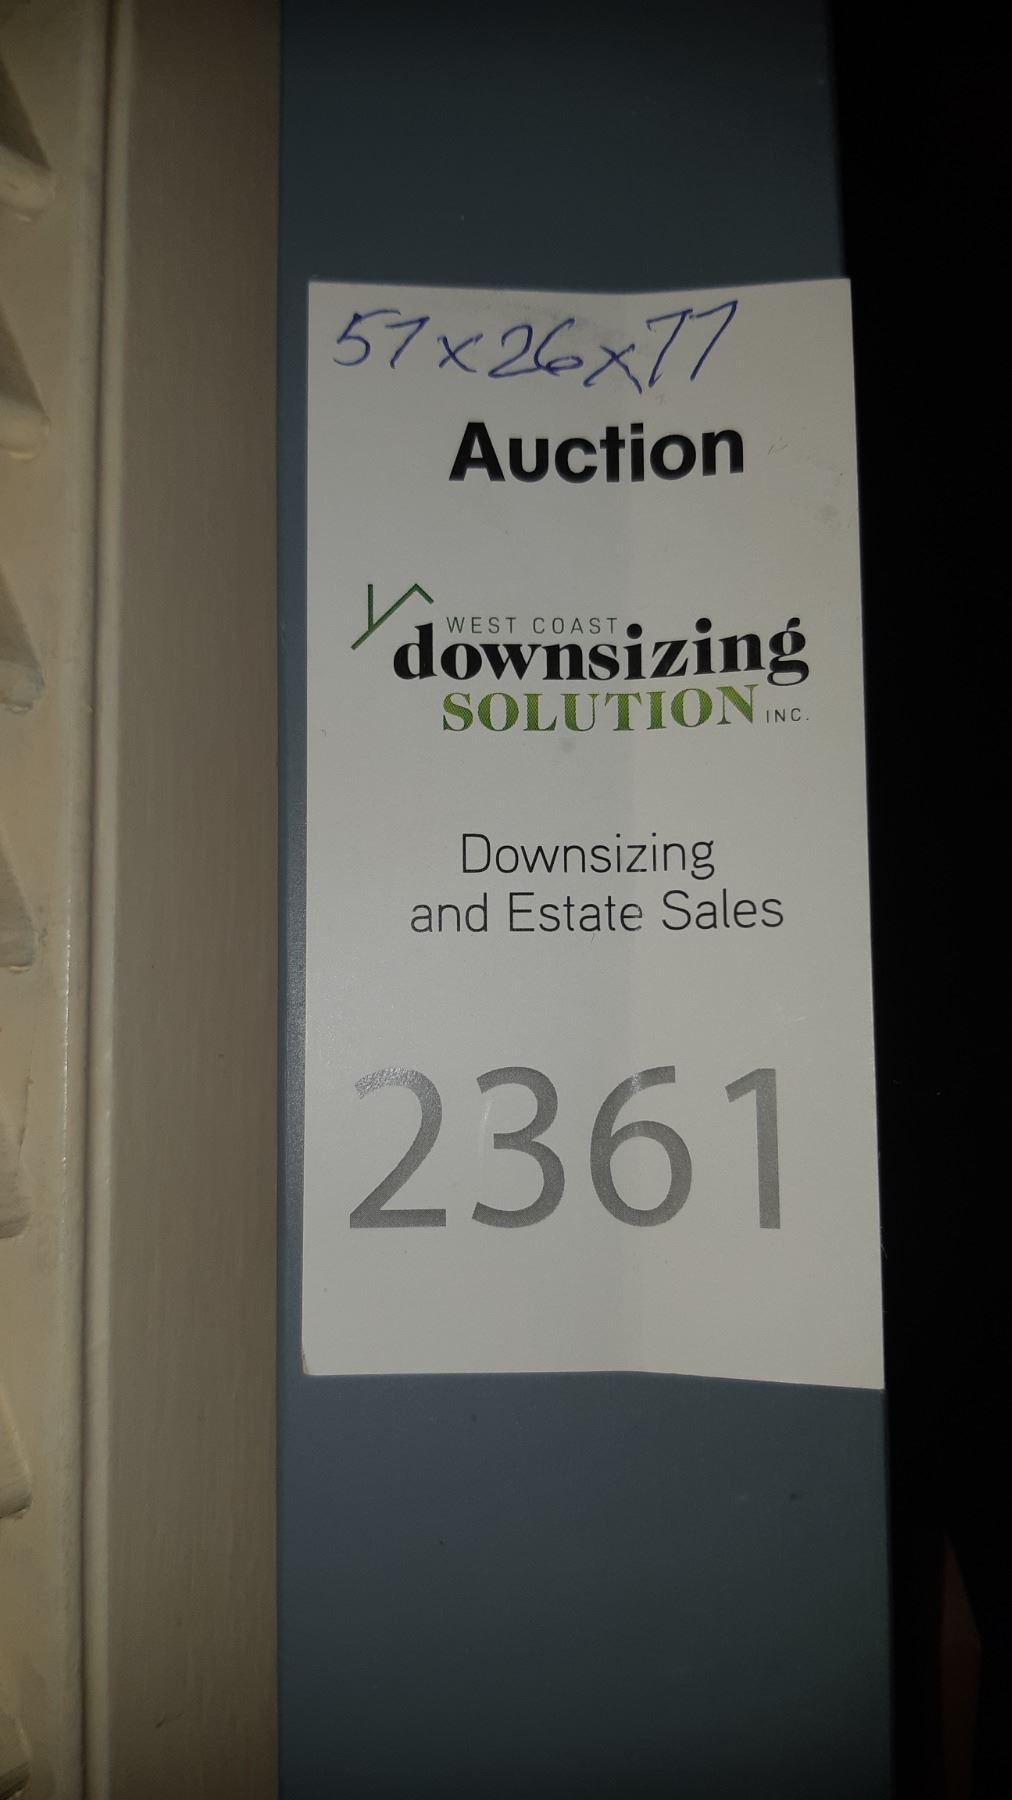 57x26x77
Auction
WEST COAST
downsizing
SOLUTION INC.
Downsizing
and Estate Sales
2361